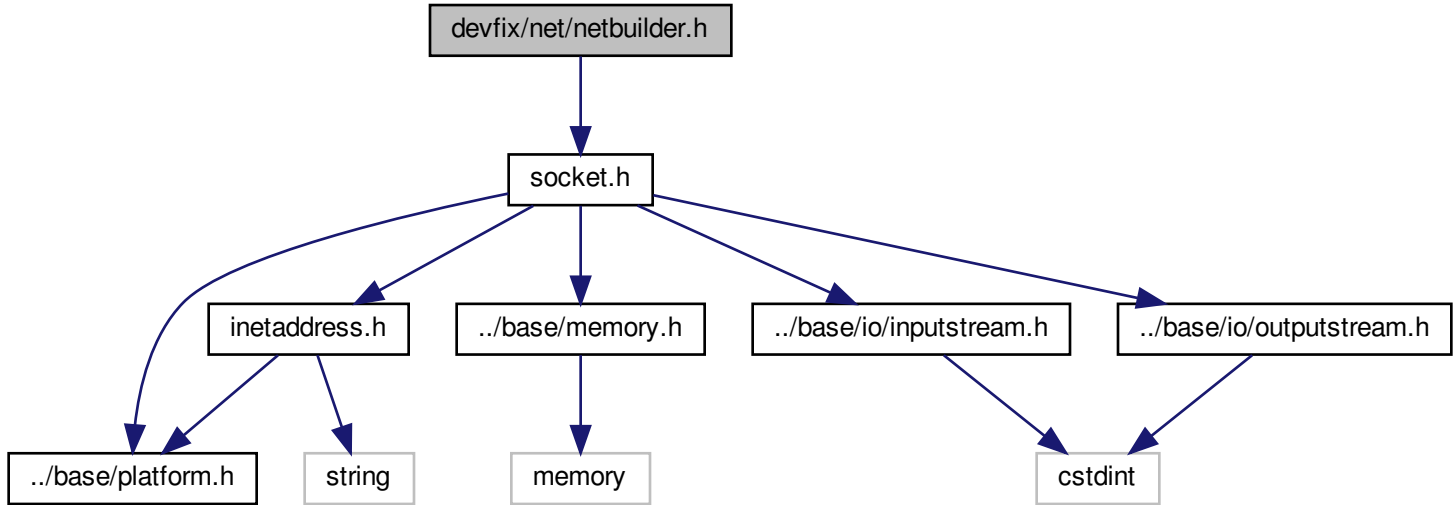 devfix/net/netbuilder.h
socket.h
inetaddress.h
../base/memory.h
../base/io/inputstream.h
../base/io/outputstream.h
../base/platform.h
string
memory
cstdint